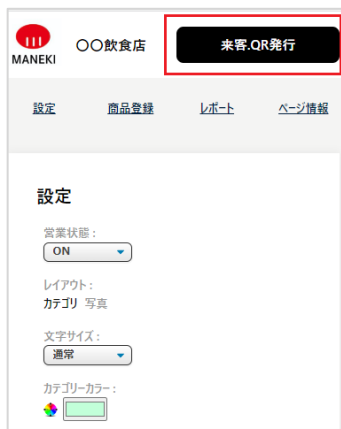 MANEKI
〇〇飲食店
来客.QR発行
設定 商品登録 レポート ページ情報
設定
営業状態 :
ON
レイアウト :
カテゴリ 写真
文字サイズ :
通常
カテゴリーカラー :